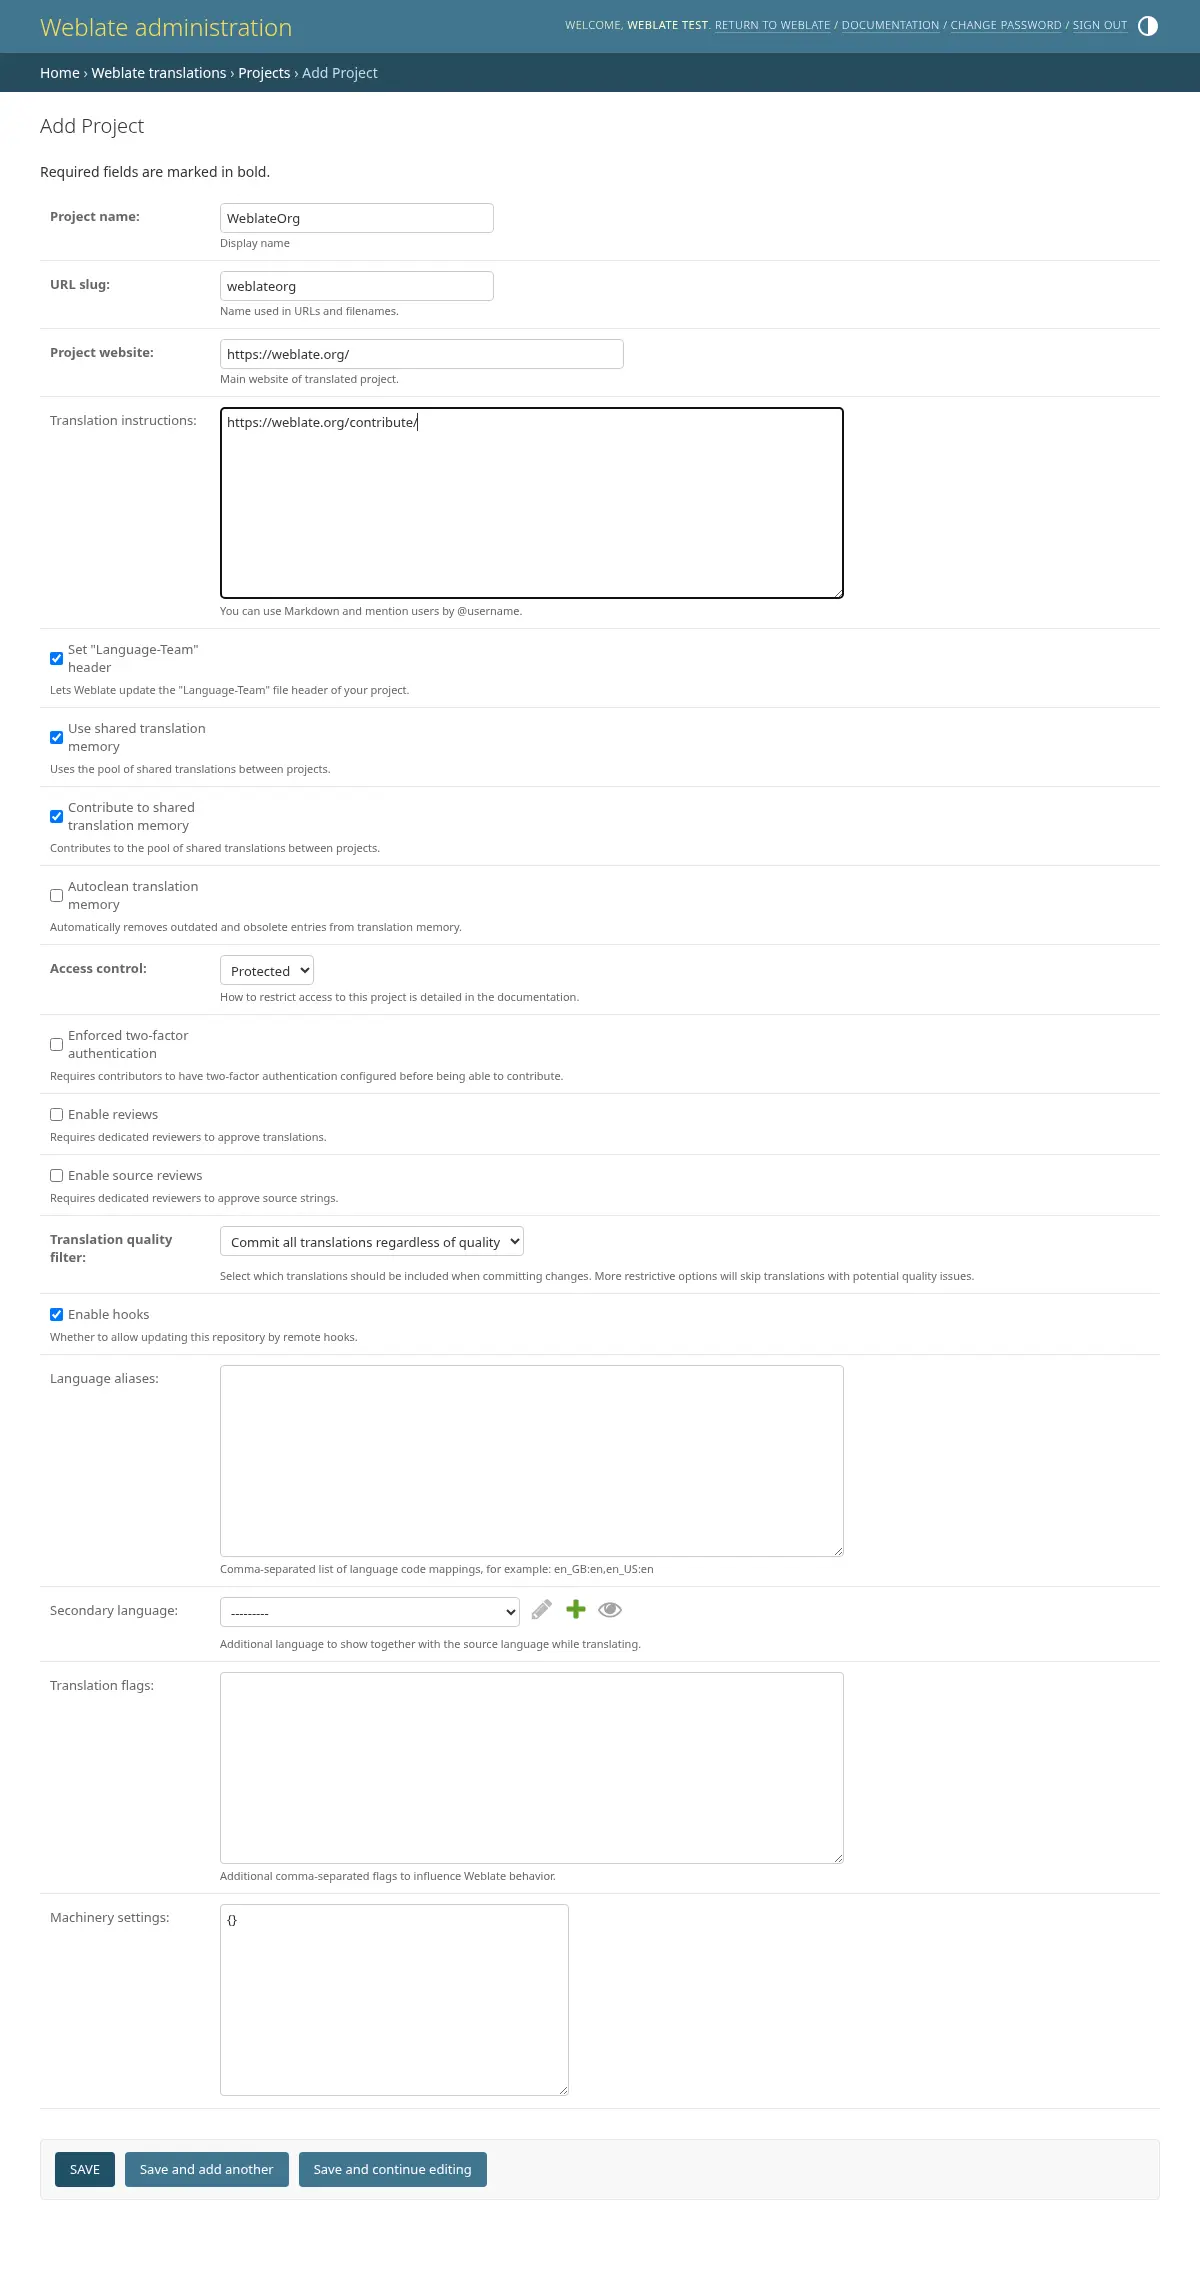 Weblate administration
WELCOME, WEBLATE TEST. RETURN TO WEBLATE / DOCUMENTATION / CHANGE PASSWORD / SIGN OUT
Home › Weblate translations › Projects › Add Project
Add Project
Required fields are marked in bold.
Project name:
WeblateOrg
Display name
URL slug:
weblateorg
Name used in URLs and filenames.
Project website:
https://weblate.org/
Main website of translated project.
Translation instructions:
https://weblate.org/contribute/
You can use Markdown and mention users by @username.
Set "Language-Team"
header
Lets Weblate update the "Language-Team" file header of your project.
Use shared translation
memory
Uses the pool of shared translations between projects.
Contribute to shared
translation memory
Contributes to the pool of shared translations between projects.
Autoclean translation
memory
Automatically removes outdated and obsolete entries from translation memory.
Access control:
Protected
How to restrict access to this project is detailed in the documentation.
Enforced two-factor
authentication
Requires contributors to have two-factor authentication configured before being able to contribute.
Enable reviews
Requires dedicated reviewers to approve translations.
Enable source reviews
Requires dedicated reviewers to approve source strings.
Translation quality
filter:
Commit all translations regardless of quality
Select which translations should be included when committing changes. More restrictive options will skip translations with potential quality issues.
Enable hooks
Whether to allow updating this repository by remote hooks.
Language aliases:
Comma-separated list of language code mappings, for example: en_GB:en,en_US:en
Secondary language:
---------
Additional language to show together with the source language while translating.
Translation flags:
Additional comma-separated flags to influence Weblate behavior.
Machinery settings:
{}
SAVE
Save and add another
Save and continue editing